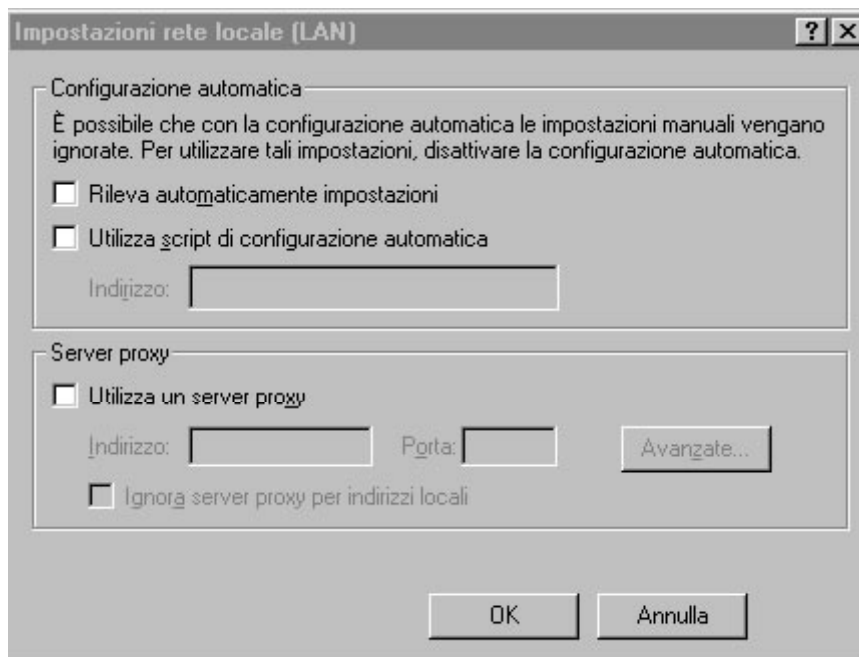 Impostazioni rete locale (LAN)
Configurazione automatica
È possibile che con la configurazione automatica le impostazioni manuali vengano
ignorate. Per utilizzare tali impostazioni, disattivare la configurazione automatica.
Rileva automaticamente impostazioni
Utilizza script di configurazione automatica
Indirizzo:
Server proxy
Utilizza un server proxy
Indirizzo: Porta: Avanzate...
Ignora server proxy per indirizzi locali
OK Annulla